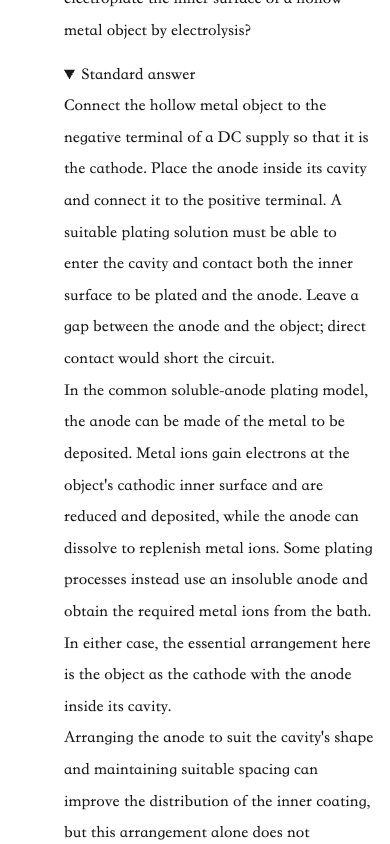 electroplate the inner surface of a hollow
metal object by electrolysis?
▼ Standard answer
Connect the hollow metal object to the
negative terminal of a DC supply so that it is
the cathode. Place the anode inside its cavity
and connect it to the positive terminal. A
suitable plating solution must be able to
enter the cavity and contact both the inner
surface to be plated and the anode. Leave a
gap between the anode and the object; direct
contact would short the circuit.
In the common soluble-anode plating model,
the anode can be made of the metal to be
deposited. Metal ions gain electrons at the
object's cathodic inner surface and are
reduced and deposited, while the anode can
dissolve to replenish metal ions. Some plating
processes instead use an insoluble anode and
obtain the required metal ions from the bath.
In either case, the essential arrangement here
is the object as the cathode with the anode
inside its cavity.
Arranging the anode to suit the cavity's shape
and maintaining suitable spacing can
improve the distribution of the inner coating,
but this arrangement alone does not